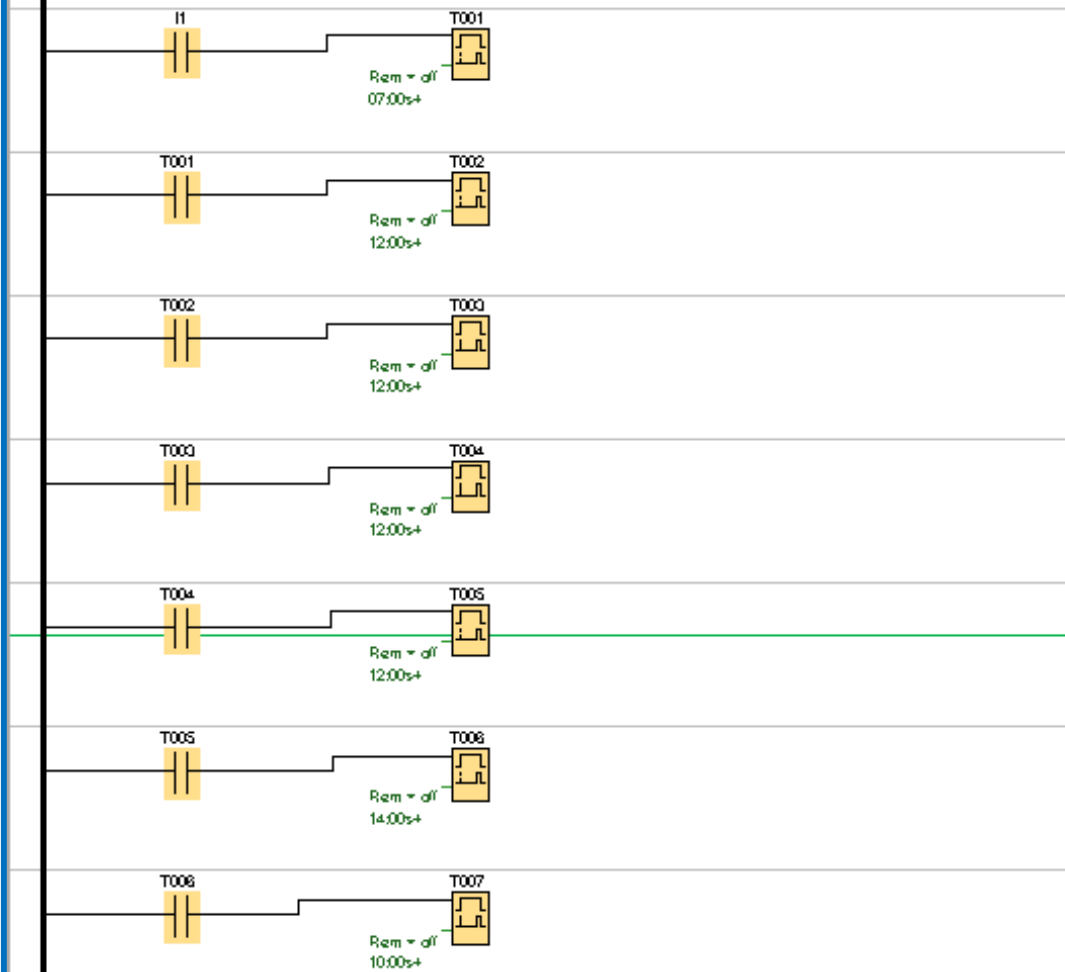 I1 T001
Rem = off
07:00s+
T001 T002
Rem = off
12:00s+
T002 T003
Rem = off
12:00s+
T003 T004
Rem = off
12:00s+
T004 T005
Rem = off
12:00s+
T005 T006
Rem = off
14:00s+
T006 T007
Rem = off
10:00s+